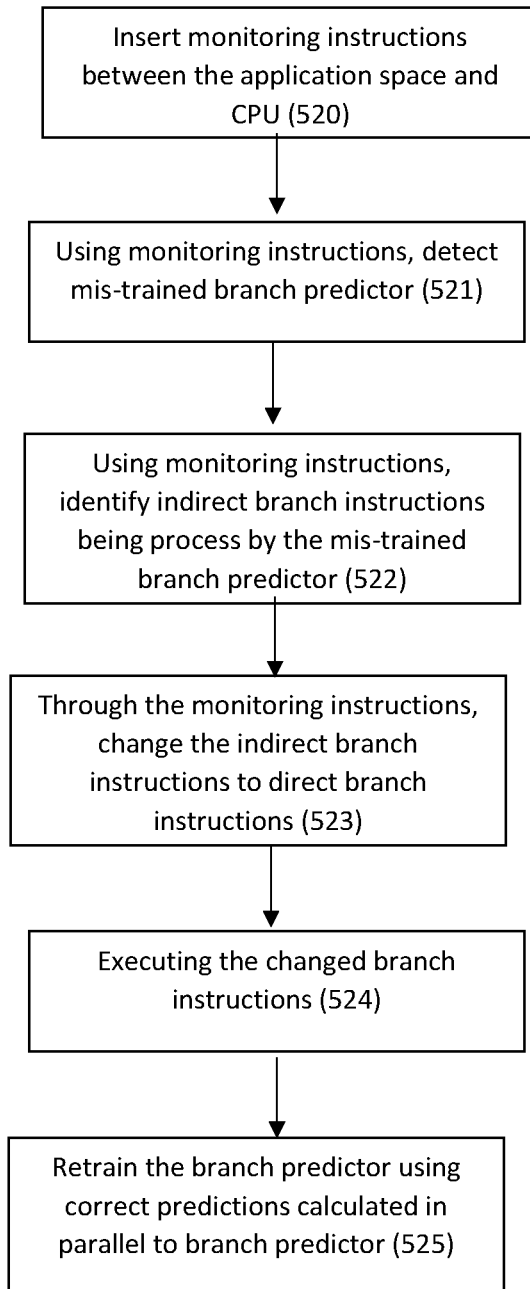 Insert monitoring instructions
between the application space and
CPU (520)
Using monitoring instructions, detect
mis-trained branch predictor (521)
Using monitoring instructions,
identify indirect branch instructions
being process by the mis-trained
branch predictor (522)
Through the monitoring instructions,
change the indirect branch
instructions to direct branch
instructions (523)
Executing the changed branch
instructions (524)
Retrain the branch predictor using
correct predictions calculated in
parallel to branch predictor (525)